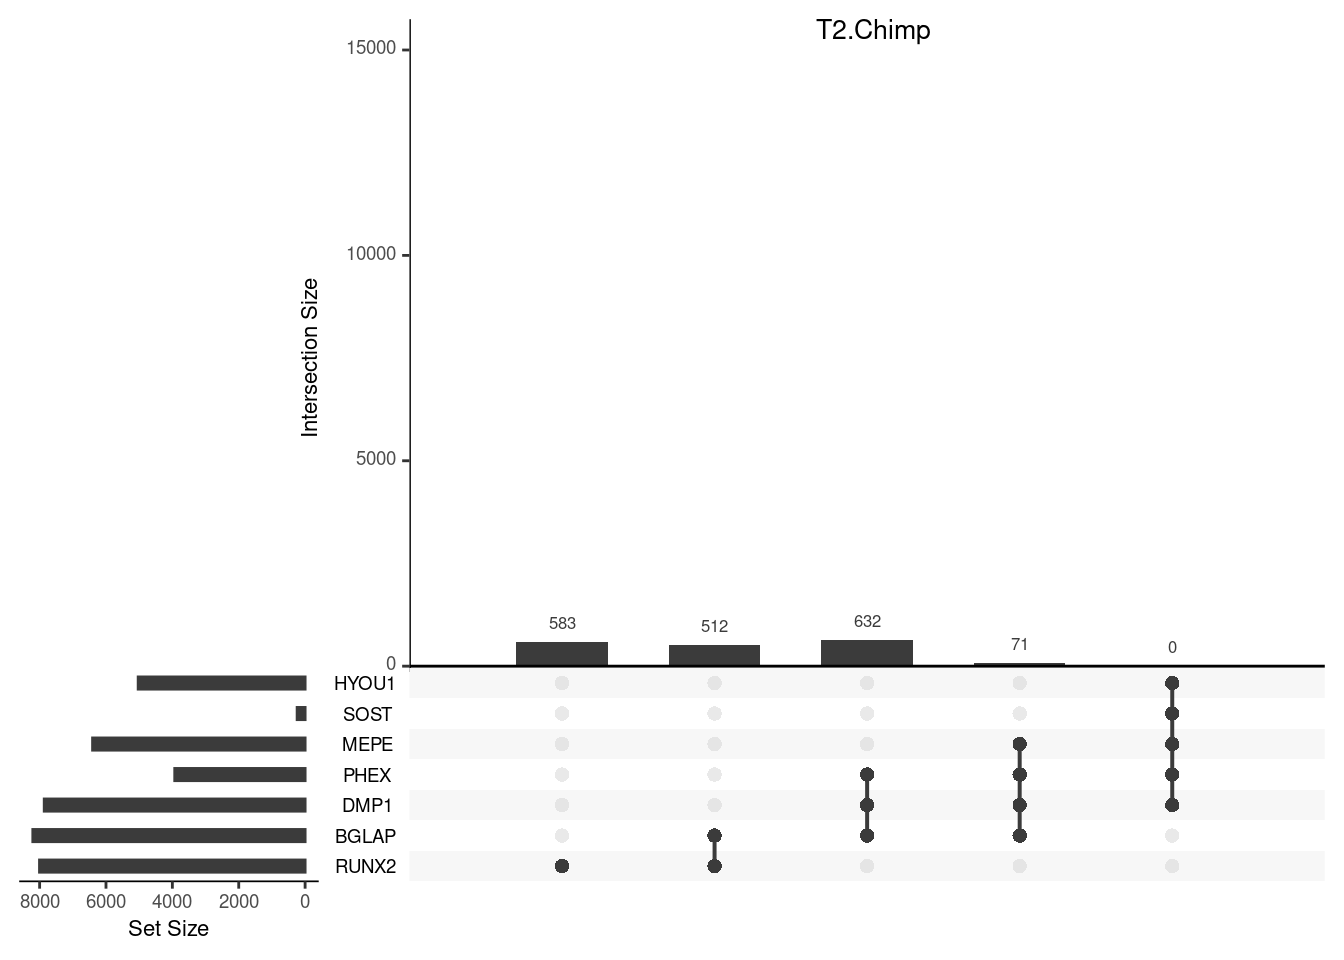 T2.Chimp
15000
10000
5000
0
Intersection Size
583
512
632
71
0
HYOU1
SOST
MEPE
PHEX
DMP1
BGLAP
RUNX2
8000 6000 4000 2000 0
Set Size